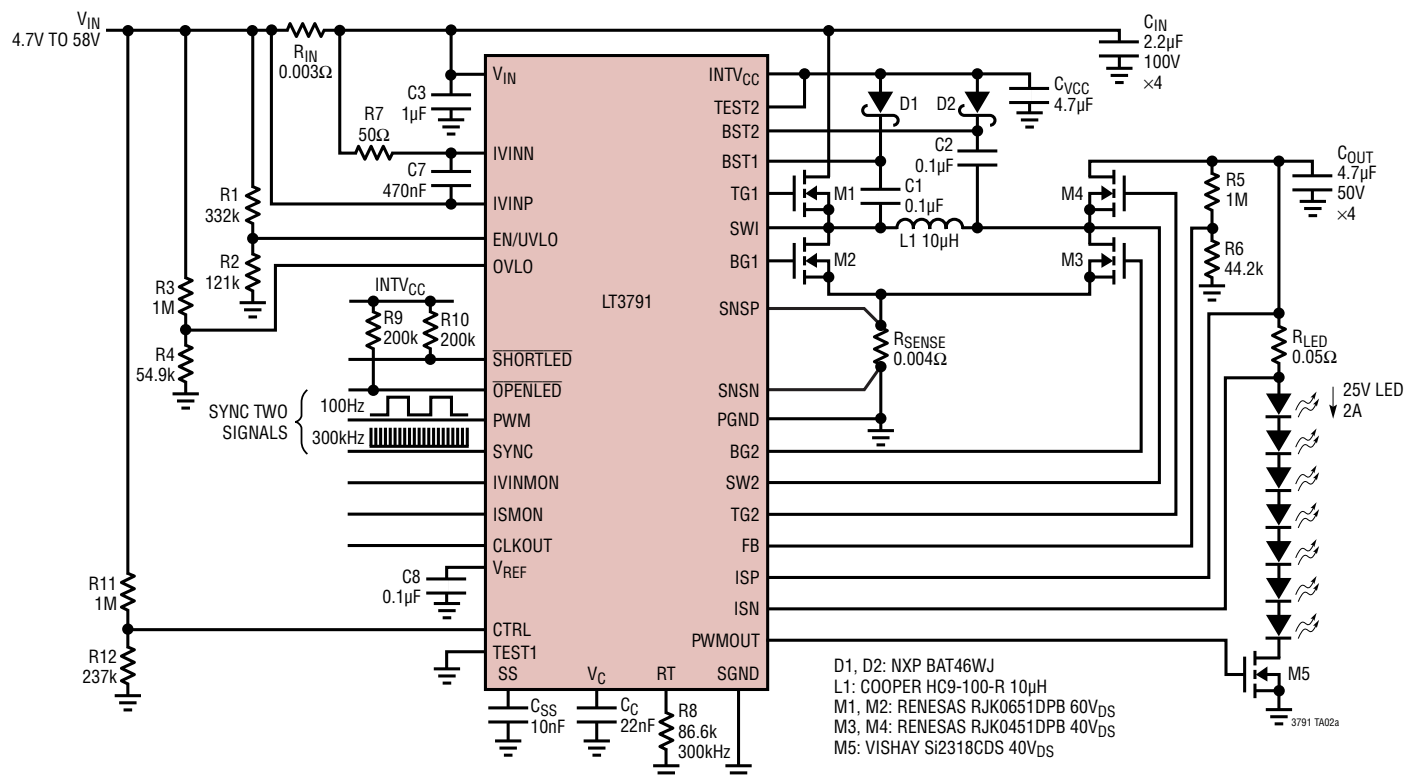 VIN
4.7V TO 58V
RIN
0.003Ω
CIN
2.2µF
100V
×4
VIN
C3
1µF
R7
50Ω
IVINN
C7
470nF
IVINP
R1
332k
EN/UVLO
R2
121k
OVLO
R3
1M
R4
54.9k
INTVCC
R9
200k
R10
200k
SHORTLED
OPENLED
SYNC TWO
SIGNALS
100Hz
PWM
300kHz
SYNC
IVINMON
ISMON
CLKOUT
VREF
C8
0.1µF
R11
1M
CTRL
R12
237k
TEST1
SS
VC
RT
SGND
CSS
10nF
CC
22nF
R8
86.6k
300kHz
LT3791
INTVCC
TEST2
BST2
BST1
TG1
SWI
BG1
SNSP
SNSN
PGND
BG2
SW2
TG2
FB
ISP
ISN
PWMOUT
D1
D2
CVCC
4.7µF
C2
0.1µF
C1
0.1µF
M1
M2
L1 10µH
M4
M3
RSENSE
0.004Ω
R5
1M
R6
44.2k
COUT
4.7µF
50V
×4
RLED
0.05Ω
25V LED
2A
M5
D1, D2: NXP BAT46WJ
L1: COOPER HC9-100-R 10µH
M1, M2: RENESAS RJK0651DPB 60VDS
M3, M4: RENESAS RJK0451DPB 40VDS
M5: VISHAY Si2318CDS 40VDS
3791 TA02a